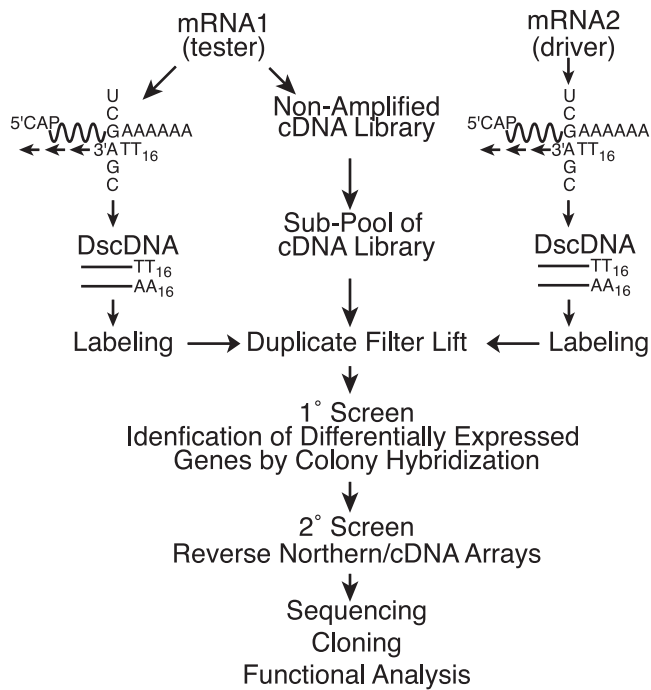 mRNA1
(tester)
mRNA2
(driver)
U
C
5'CAP GAAAAAA
3'ATT16
G
C
Non-Amplified
cDNA Library
U
C
5'CAP GAAAAAA
3'ATT16
G
C
DscDNA
TT16
AA16
Sub-Pool of
cDNA Library
DscDNA
TT16
AA16
Labeling
Duplicate Filter Lift
Labeling
1° Screen
Idenfication of Differentially Expressed
Genes by Colony Hybridization
2° Screen
Reverse Northern/cDNA Arrays
Sequencing
Cloning
Functional Analysis